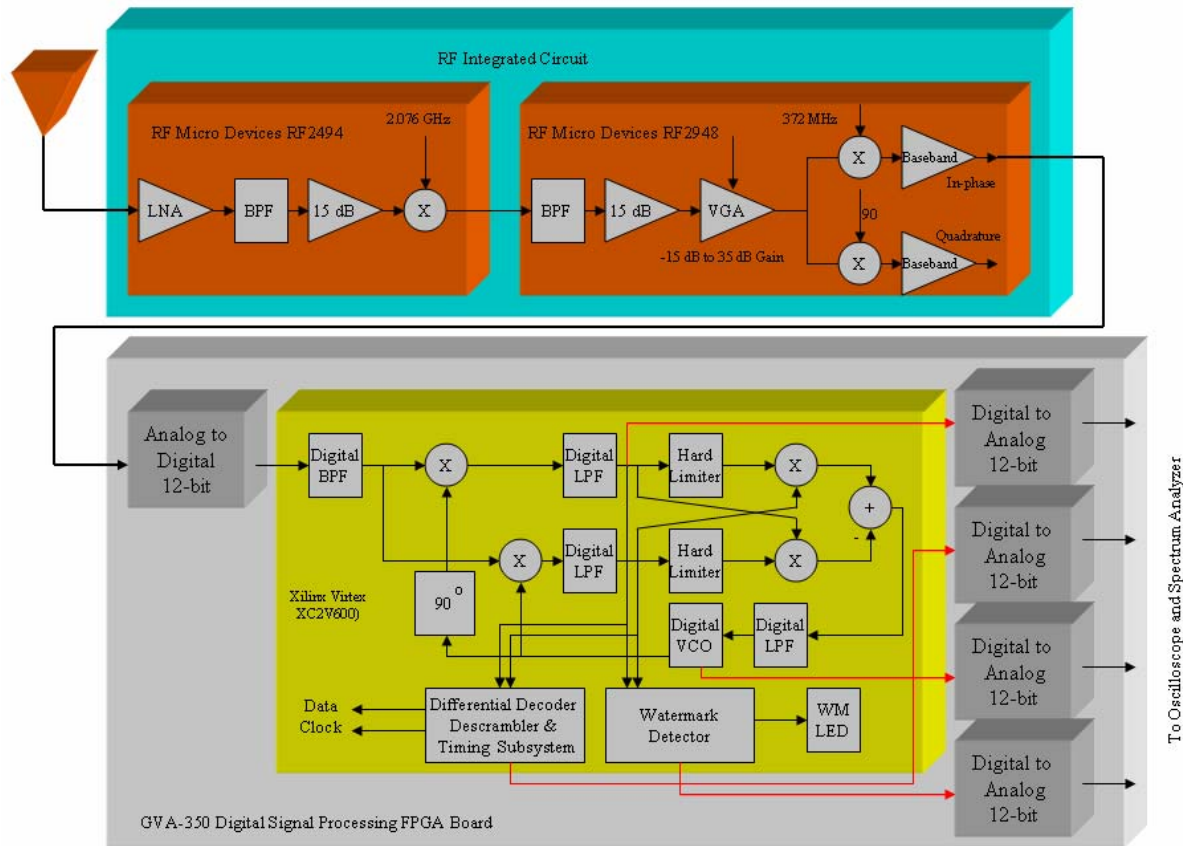 RF Integrated Circuit
RF Micro Devices RF2494
2.076 GHz
LNA
BPF
15 dB
X
RF Micro Devices RF2948
372 MHz
BPF
15 dB
VGA
-15 dB to 35 dB Gain
X
90
X
Baseband
In-phase
Quadrature
Baseband
Analog to
Digital
12-bit
Digital
BPF
X
Digital
LPF
Hard
Limiter
X
+
-
X
Digital
LPF
Hard
Limiter
X
Xilinx Virtex
XC2V600)
90 o
Digital
VCO
Digital
LPF
Data
Clock
Differential Decoder
Descrambler &
Timing Subsystem
Watermark
Detector
WM
LED
GVA-350 Digital Signal Processing FPGA Board
Digital to
Analog
12-bit
Digital to
Analog
12-bit
Digital to
Analog
12-bit
Digital to
Analog
12-bit
To Oscilloscope and Spectrum Analyzer